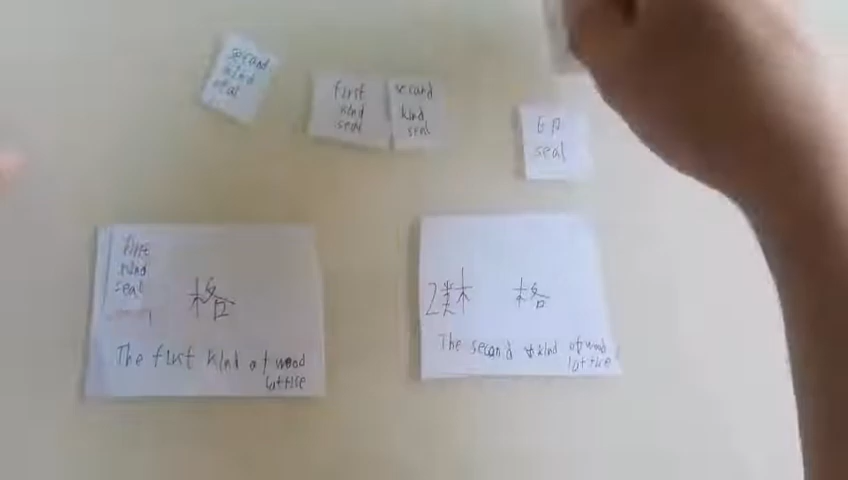 second
kind
seal
first
kind
seal
second
kind
seal
EP
seal
first
kind
seal
格
The first kind of wood
lattice
格
The second kind of wood
lattice